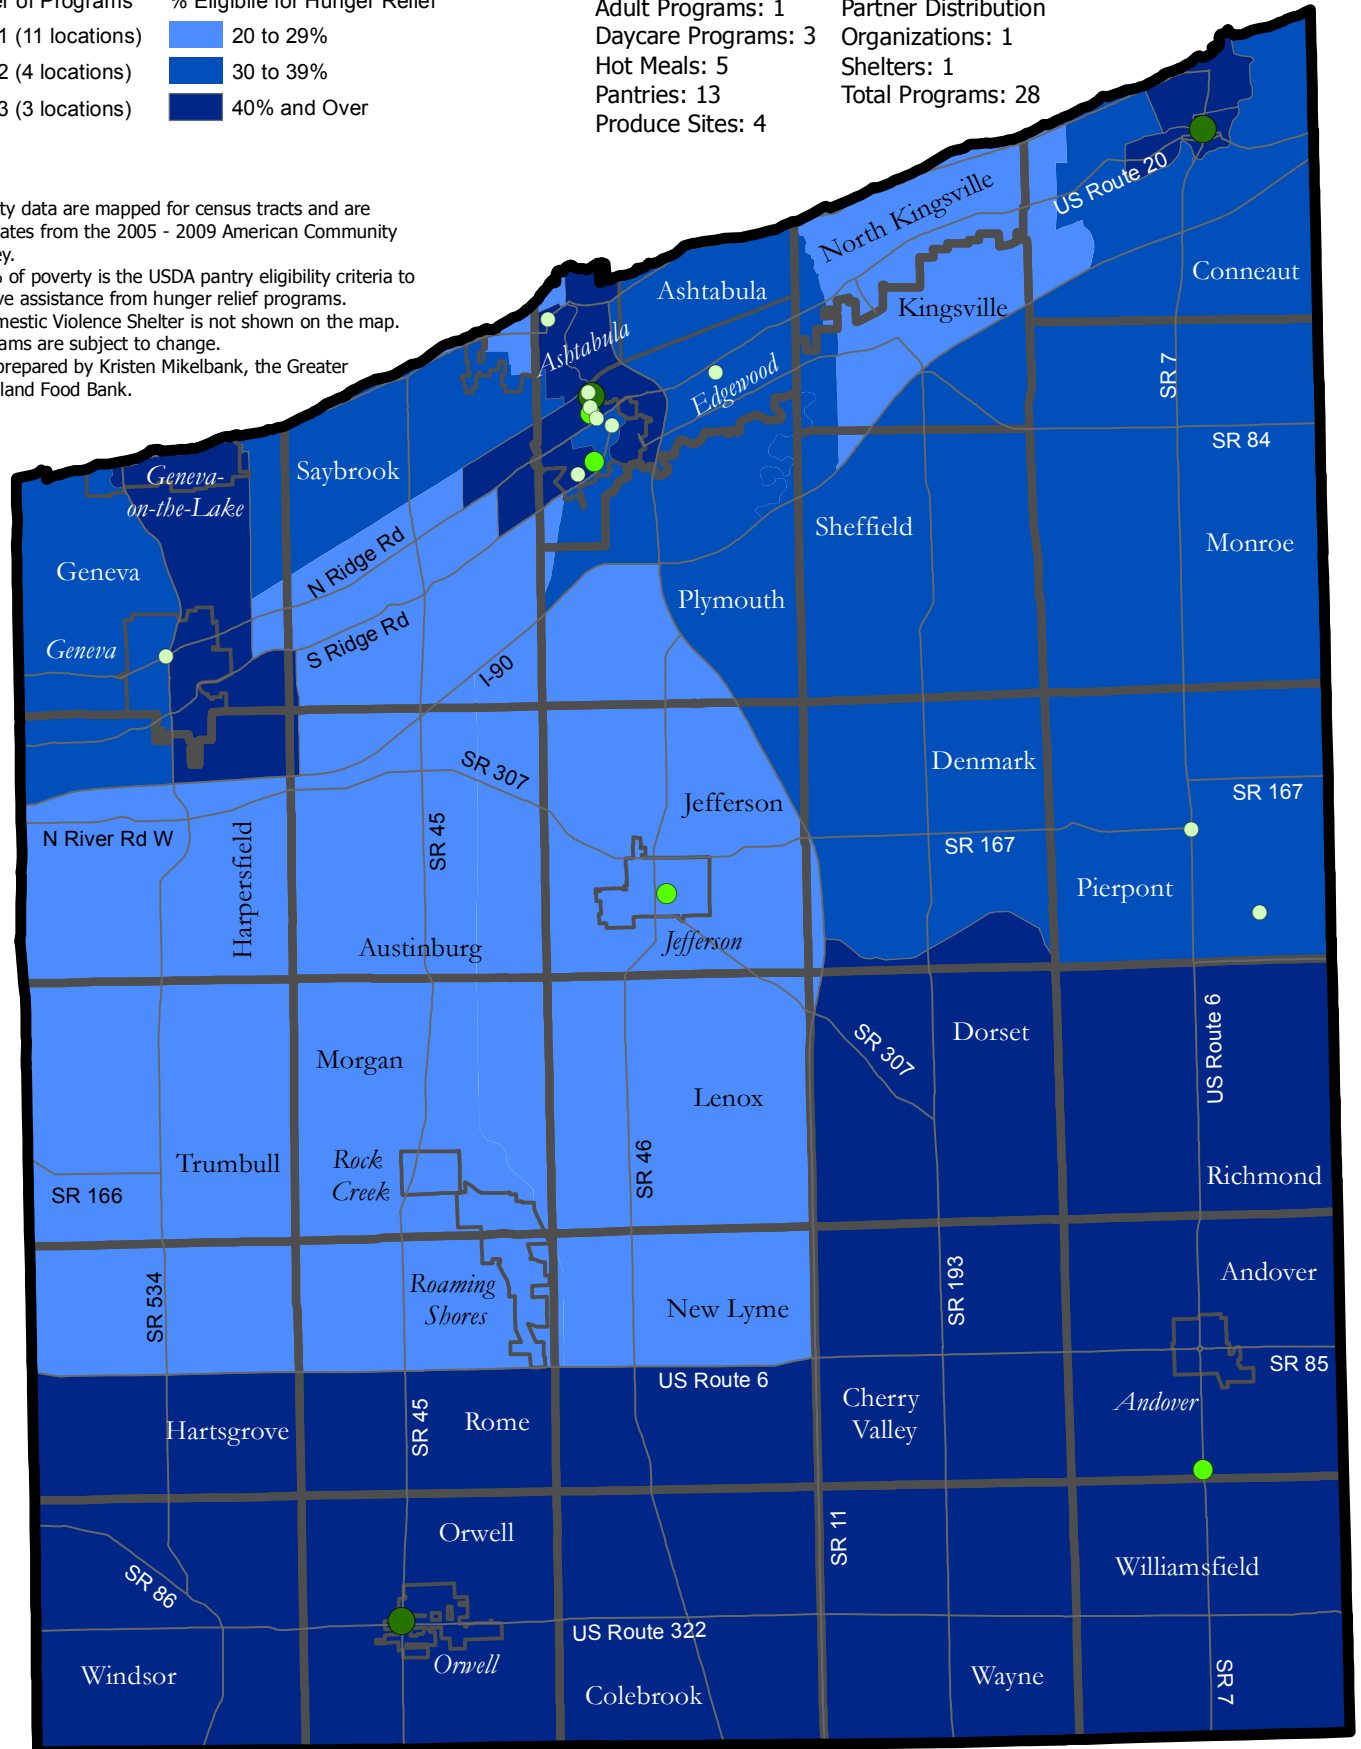 er of Programs
% Eligibile for Hunger Relief
1 (11 locations)
20 to 29%
2 (4 locations)
30 to 39%
3 (3 locations)
40% and Over
Adult Programs: 1
Daycare Programs: 3
Hot Meals: 5
Pantries: 13
Produce Sites: 4
Partner Distribution
Organizations: 1
Shelters: 1
Total Programs: 28
ty data are mapped for census tracts and are
ates from the 2005 - 2009 American Community
ey.
% of poverty is the USDA pantry eligibility criteria to
ve assistance from hunger relief programs.
mestic Violence Shelter is not shown on the map.
ams are subject to change.
prepared by Kristen Mikelbank, the Greater
land Food Bank.
US Route 20
North Kingsville
Conneaut
Ashtabula
Kingsville
Ashtabula
Edgewood
SR 7
SR 84
Geneva-
on-the-Lake
Saybrook
Sheffield
Monroe
N Ridge Rd
Geneva
Plymouth
Geneva
S Ridge Rd
I-90
SR 307
Denmark
SR 167
Jefferson
N River Rd W
SR 45
SR 167
Harpersfield
Pierpont
Austinburg
Jefferson
Dorset
SR 307
US Route 6
Morgan
Lenox
Rock
Creek
Trumbull
SR 46
SR 166
Richmond
Andover
Roaming
Shores
SR 534
New Lyme
SR 193
SR 85
US Route 6
Andover
Cherry
Valley
Hartsgrove
SR 45
Rome
Orwell
SR 11
Williamsfield
SR 86
US Route 322
Windsor
Orwell
Colebrook
Wayne
SR 7